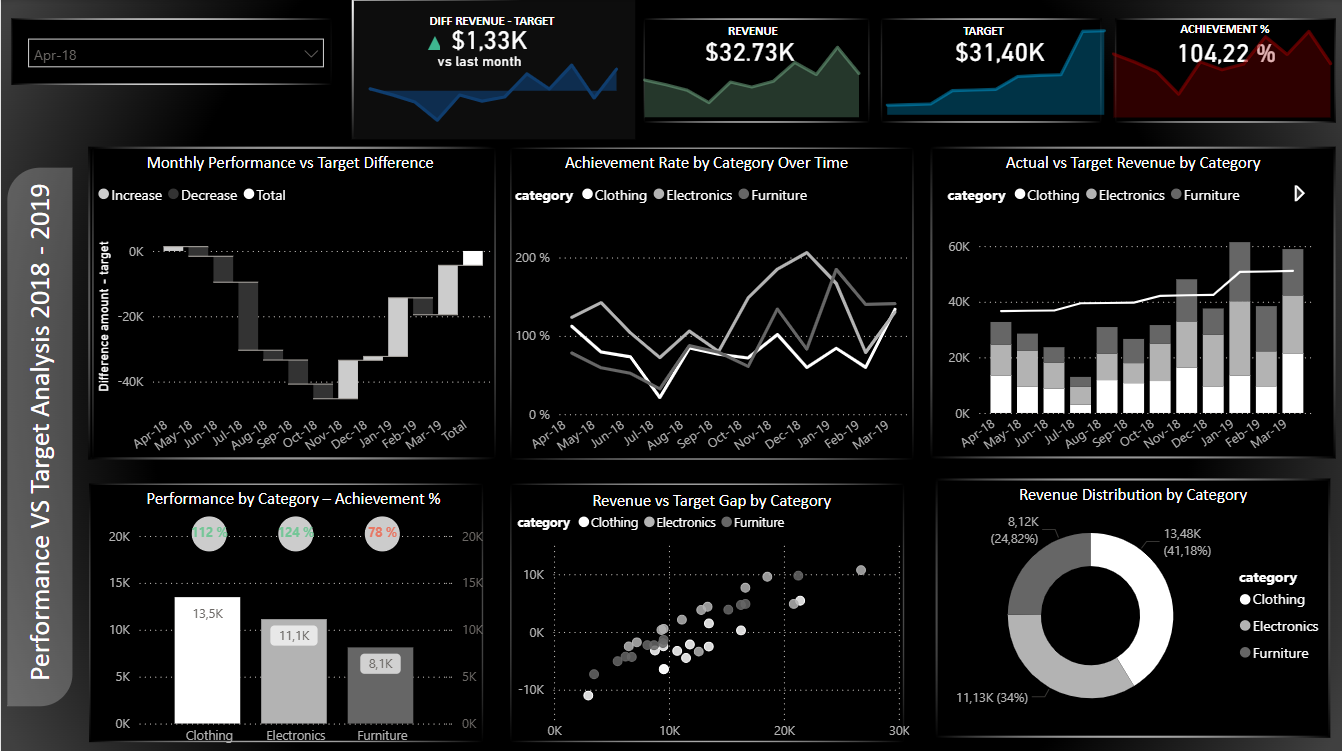 Apr-18
DIFF REVENUE - TARGET
▲ $1,33K
vs last month
REVENUE
$32.73K
TARGET
$31,40K
ACHIEVEMENT %
104,22 %
Performance VS Target Analysis 2018 - 2019
Monthly Performance vs Target Difference
Increase Decrease Total
Difference amount - target
0K
-20K
-40K
Apr-18 May-18 Jun-18 Jul-18 Aug-18 Sep-18 Oct-18 Nov-18 Dec-18 Jan-19 Feb-19 Mar-19 Total
Achievement Rate by Category Over Time
category Clothing Electronics Furniture
200 %
100 %
0 %
Apr-18 May-18 Jun-18 Jul-18 Aug-18 Sep-18 Oct-18 Nov-18 Dec-18 Jan-19 Feb-19 Mar-19
Actual vs Target Revenue by Category
category Clothing Electronics Furniture
60K
40K
20K
0K
Apr-18 May-18 Jun-18 Jul-18 Aug-18 Sep-18 Oct-18 Nov-18 Dec-18 Jan-19 Feb-19 Mar-19
Performance by Category – Achievement %
112 % 124 % 78 %
20K 20K
15K 15K
10K 10K
5K 5K
0K 0K
13,5K
11,1K
8,1K
Clothing Electronics Furniture
Revenue vs Target Gap by Category
category Clothing Electronics Furniture
10K
0K
-10K
0K 10K 20K 30K
Revenue Distribution by Category
8,12K
(24,82%)
13,48K
(41,18%)
11,13K (34%)
category
Clothing
Electronics
Furniture